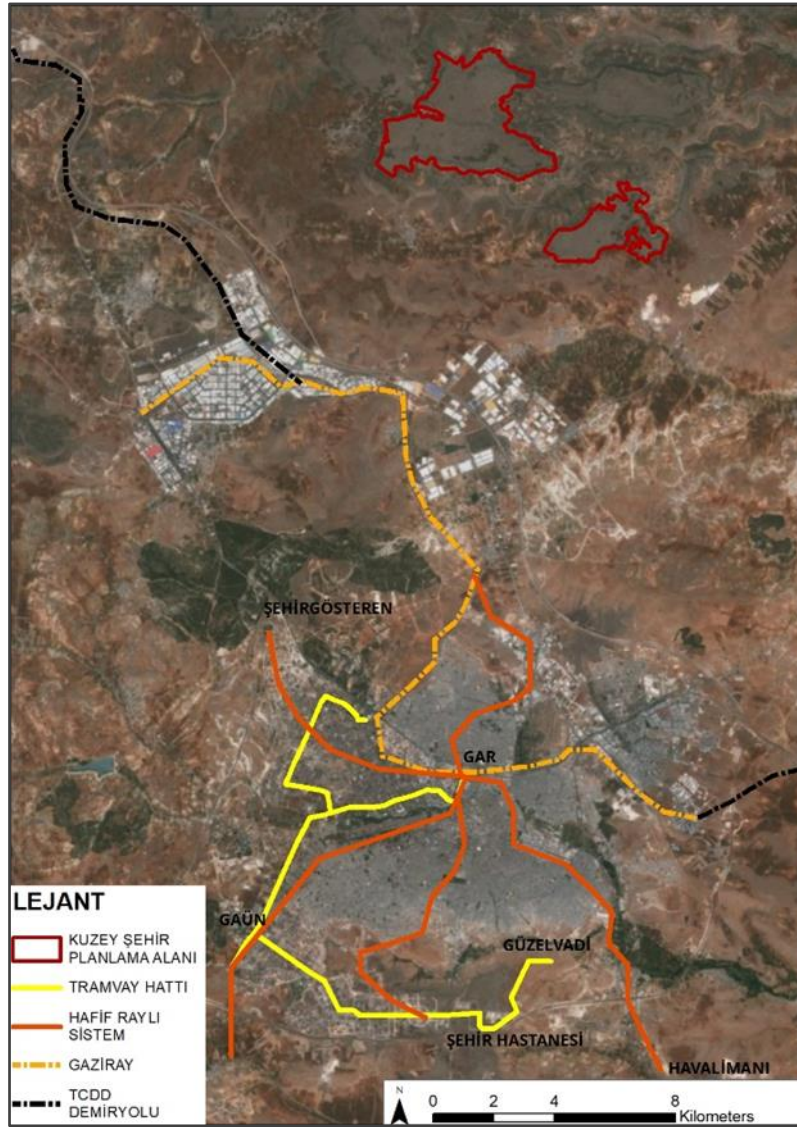 ŞEHİRGÖSTEREN
GAR
GAÜN
GÜZELVADİ
ŞEHİR HASTANESİ
HAVALİMANI
LEJANT
KUZEY ŞEHİR
PLANLAMA ALANI
TRAMVAY HATTI
HAFİF RAYLI
SİSTEM
GAZİRAY
TCDD
DEMİRYOLU
N
0 2 4 8
Kilometers